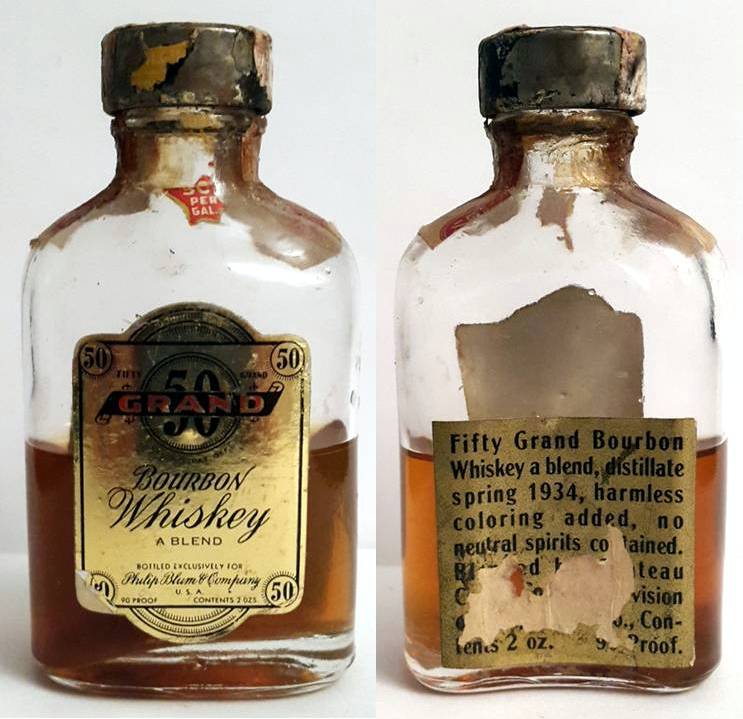 PER
GAL.
50 50
FIFTY GRAND
50
GRAND
BOURBON
Whiskey
A BLEND
BOTTLED EXCLUSIVELY FOR
Philip Blum & Company
U. S. A.
50
90 PROOF CONTENTS 2 OZS.
Fifty Grand Bourbon
Whiskey a blend, distillate
spring 1934, harmless
coloring added, no
neutral spirits
Con-
2 oz. Proof.